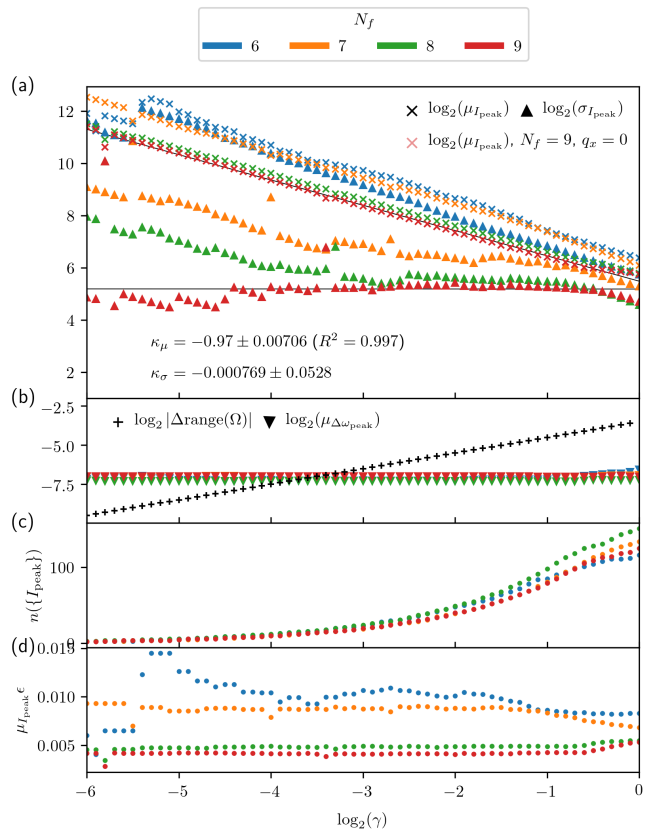 N_f
6 7 8 9
(a)
× log₂(μ_{I_peak}) ▲ log₂(σ_{I_peak})
× log₂(μ_{I_peak}), N_f = 9, q_x = 0
12
10
8
6
4
2
κ_μ = −0.97 ± 0.00706 (R² = 0.997)
κ_σ = −0.000769 ± 0.0528
(b)
+ log₂ |Δrange(Ω)| ▼ log₂(μ_{Δω_peak})
−2.5
−5.0
−7.5
(c)
n({I_peak})
100
(d)
μ_{I_peak} ϵ
0.015
0.010
0.005
−6 −5 −4 −3 −2 −1 0
log₂(γ)